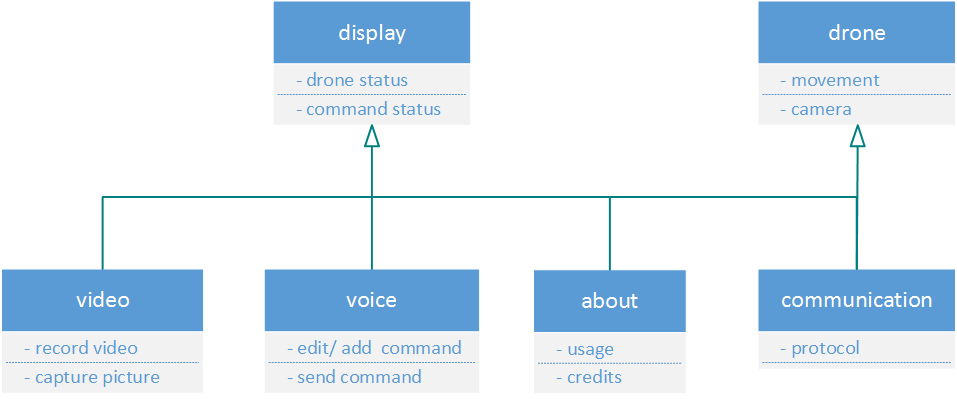 display
drone
- drone status
- movement
- command status
- camera
video
voice
about
communication
- record video
- edit/ add  command
- usage
- protocol
- capture picture
- send command
- credits